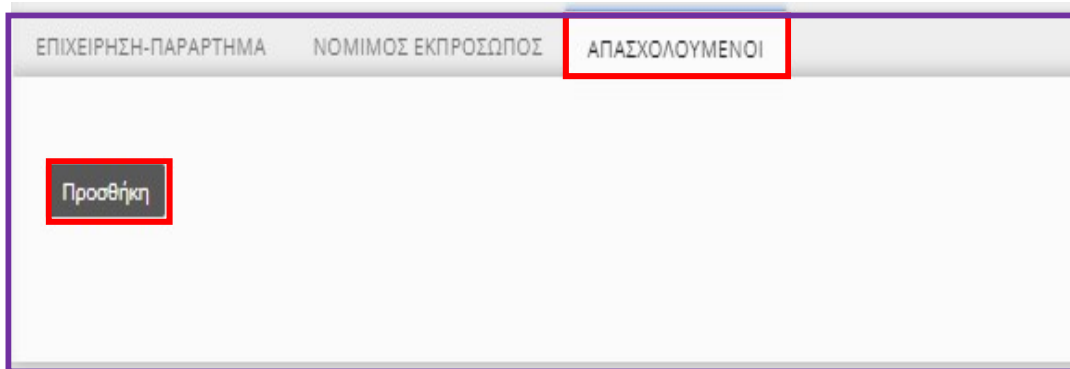 ΕΠΙΧΕΙΡΗΣΗ-ΠΑΡΑΡΤΗΜΑ ΝΟΜΙΜΟΣ ΕΚΠΡΟΣΩΠΟΣ ΑΠΑΣΧΟΛΟΥΜΕΝΟΙ
Προσθήκη